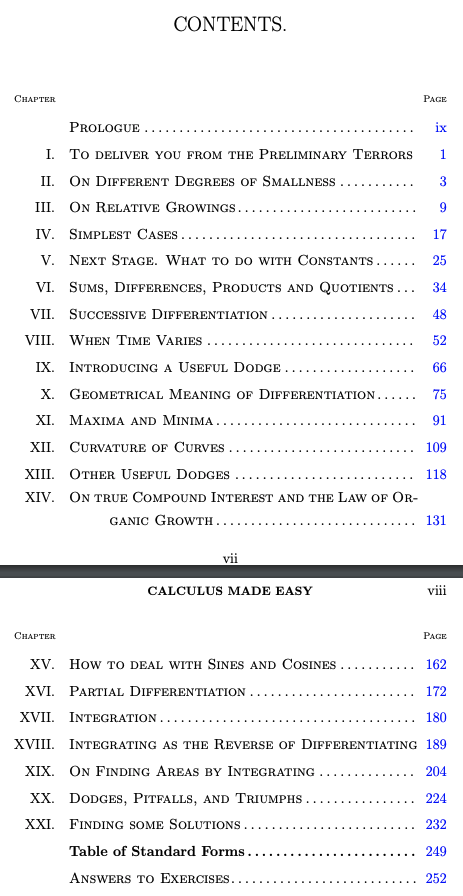 CONTENTS.
Chapter Page
Prologue ....................................... ix
I. To deliver you from the Preliminary Terrors 1
II. On Different Degrees of Smallness ........... 3
III. On Relative Growings.......................... 9
IV. Simplest Cases .................................. 17
V. Next Stage. What to do with Constants ...... 25
VI. Sums, Differences, Products and Quotients ... 34
VII. Successive Differentiation ..................... 48
VIII. When Time Varies .............................. 52
IX. Introducing a Useful Dodge ................... 66
X. Geometrical Meaning of Differentiation...... 75
XI. Maxima and Minima ............................. 91
XII. Curvature of Curves ........................... 109
XIII. Other Useful Dodges .......................... 118
XIV. On true Compound Interest and the Law of Or-
ganic Growth ............................. 131
vii
CALCULUS MADE EASY viii
Chapter Page
XV. How to deal with Sines and Cosines ........... 162
XVI. Partial Differentiation ........................ 172
XVII. Integration ..................................... 180
XVIII. Integrating as the Reverse of Differentiating 189
XIX. On Finding Areas by Integrating .............. 204
XX. Dodges, Pitfalls, and Triumphs ................ 224
XXI. Finding some Solutions ......................... 232
Table of Standard Forms ........................ 249
Answers to Exercises........................... 252